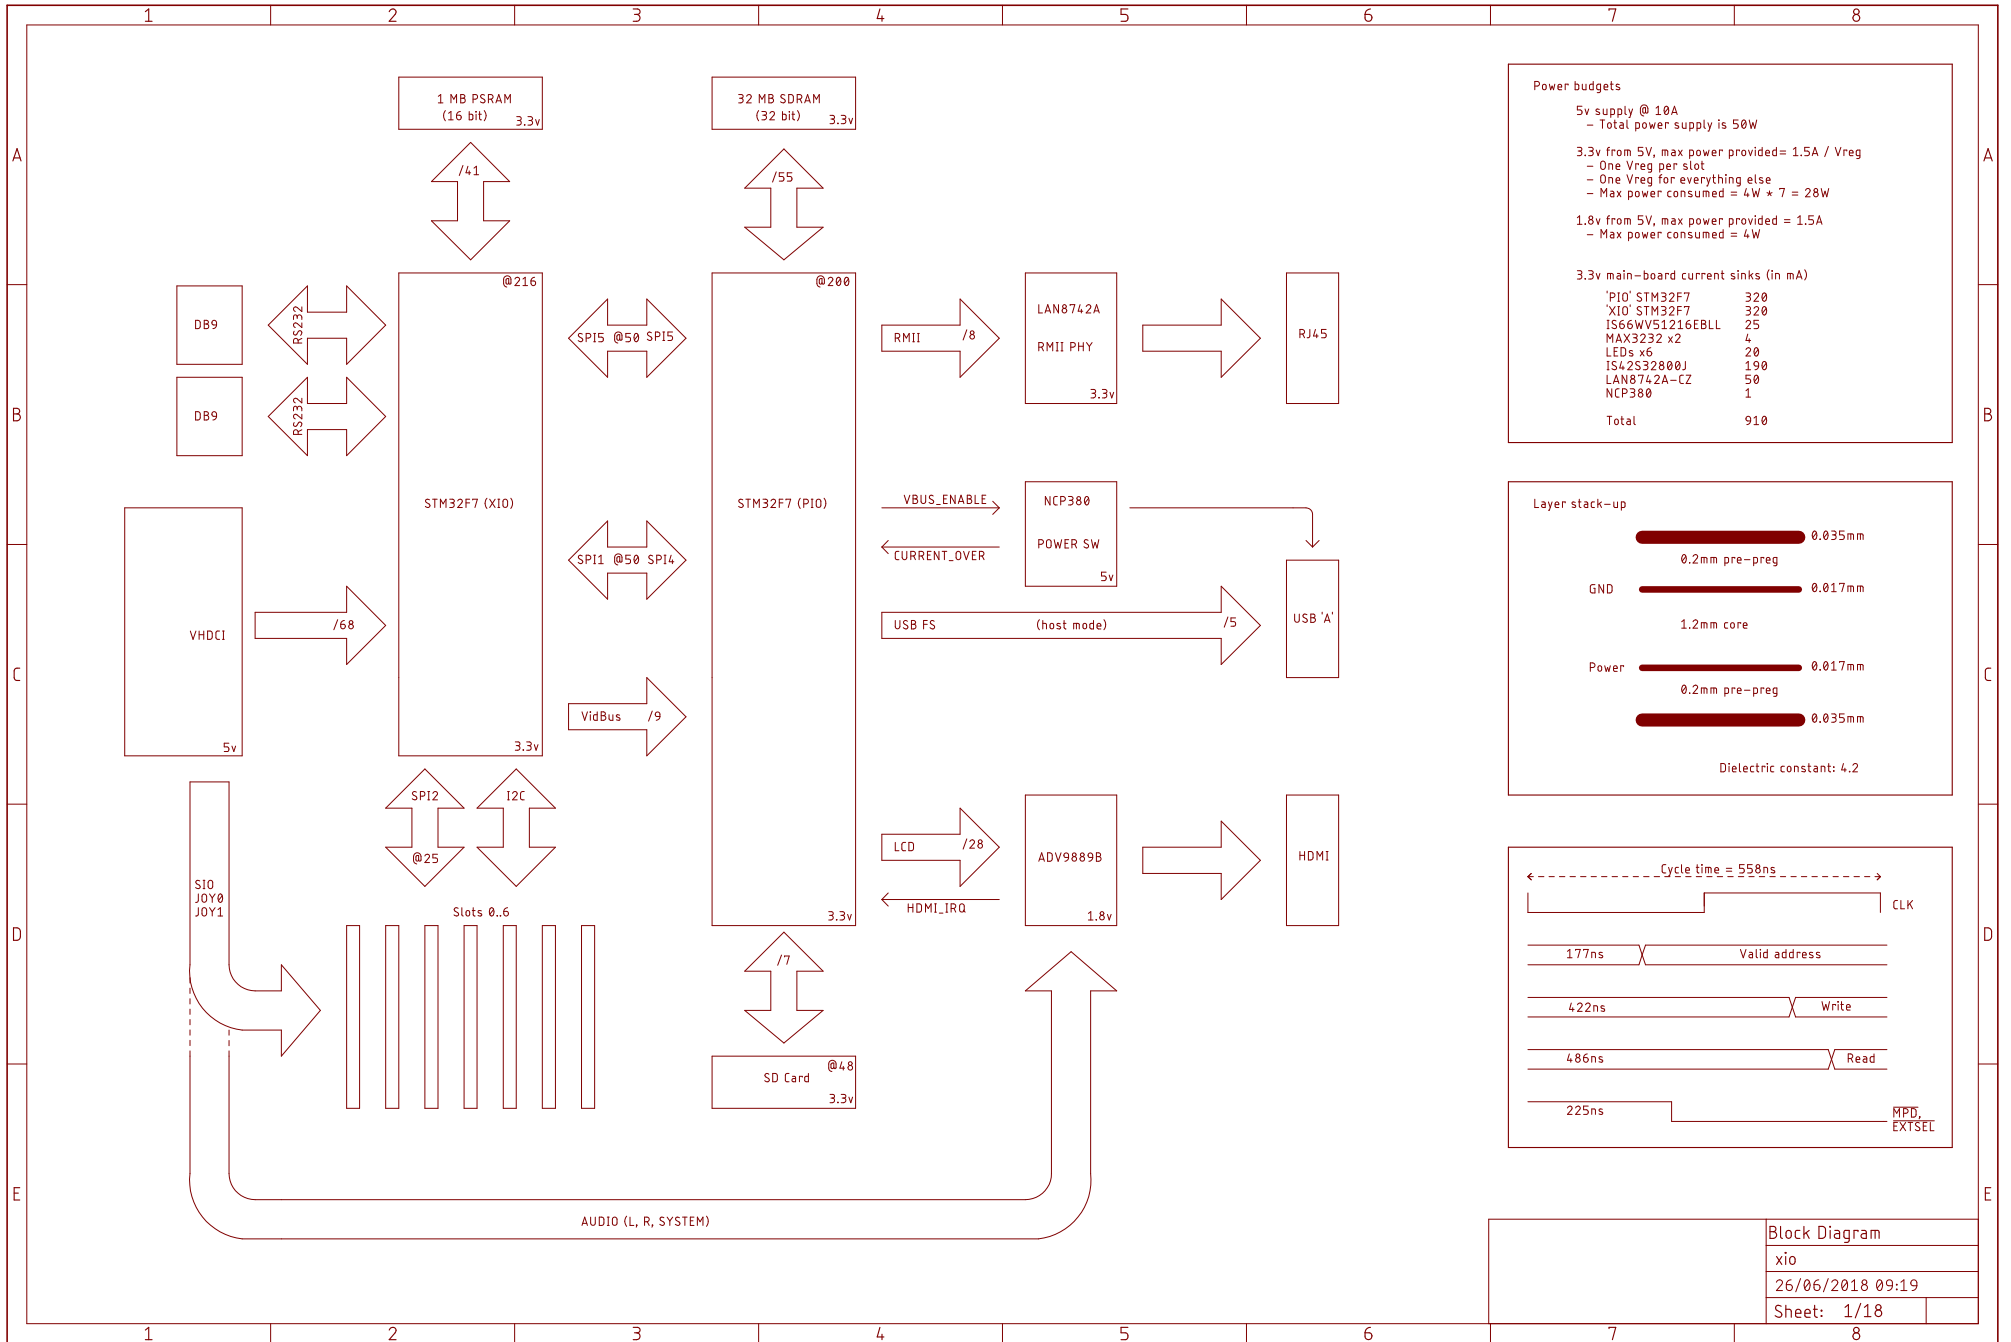 1 2 3 4 5 6 7 8
A A
B B
C C
D D
E E
1 MB PSRAM
(16 bit)
3.3v
32 MB SDRAM
(32 bit)
3.3v
/41
/55
DB9
RS232
DB9
RS232
@216
STM32F7 (XIO)
3.3v
SPI5 @50 SPI5
SPI1 @50 SPI4
VidBus /9
@200
STM32F7 (PIO)
3.3v
RMII /8
LAN8742A
RMII PHY
3.3v
RJ45
VBUS_ENABLE
CURRENT_OVER
NCP380
POWER SW
5v
USB FS (host mode) /5
USB 'A'
VHDCI
5v
/68
SPI2
@25
I2C
Slots 0..6
SIO
JOY0
JOY1
LCD /28
HDMI_IRQ
ADV9889B
1.8v
HDMI
/7
@48
SD Card
3.3v
AUDIO (L, R, SYSTEM)
Power budgets
5v supply @ 10A
- Total power supply is 50W
3.3v from 5V, max power provided= 1.5A / Vreg
- One Vreg per slot
- One Vreg for everything else
- Max power consumed = 4W * 7 = 28W
1.8v from 5V, max power provided = 1.5A
- Max power consumed = 4W
3.3v main-board current sinks (in mA)
'PIO' STM32F7 320
'XIO' STM32F7 320
IS66WV51216EBLL 25
MAX3232 x2 4
LEDs x6 20
IS42S32800J 190
LAN8742A-CZ 50
NCP380 1
Total 910
Layer stack-up
0.035mm
0.2mm pre-preg
GND 0.017mm
1.2mm core
Power 0.017mm
0.2mm pre-preg
0.035mm
Dielectric constant: 4.2
Cycle time = 558ns
CLK
177ns Valid address
422ns Write
486ns Read
225ns
MPD,
EXTSEL
Block Diagram
xio
26/06/2018 09:19
Sheet: 1/18
1 2 3 4 5 6 7 8